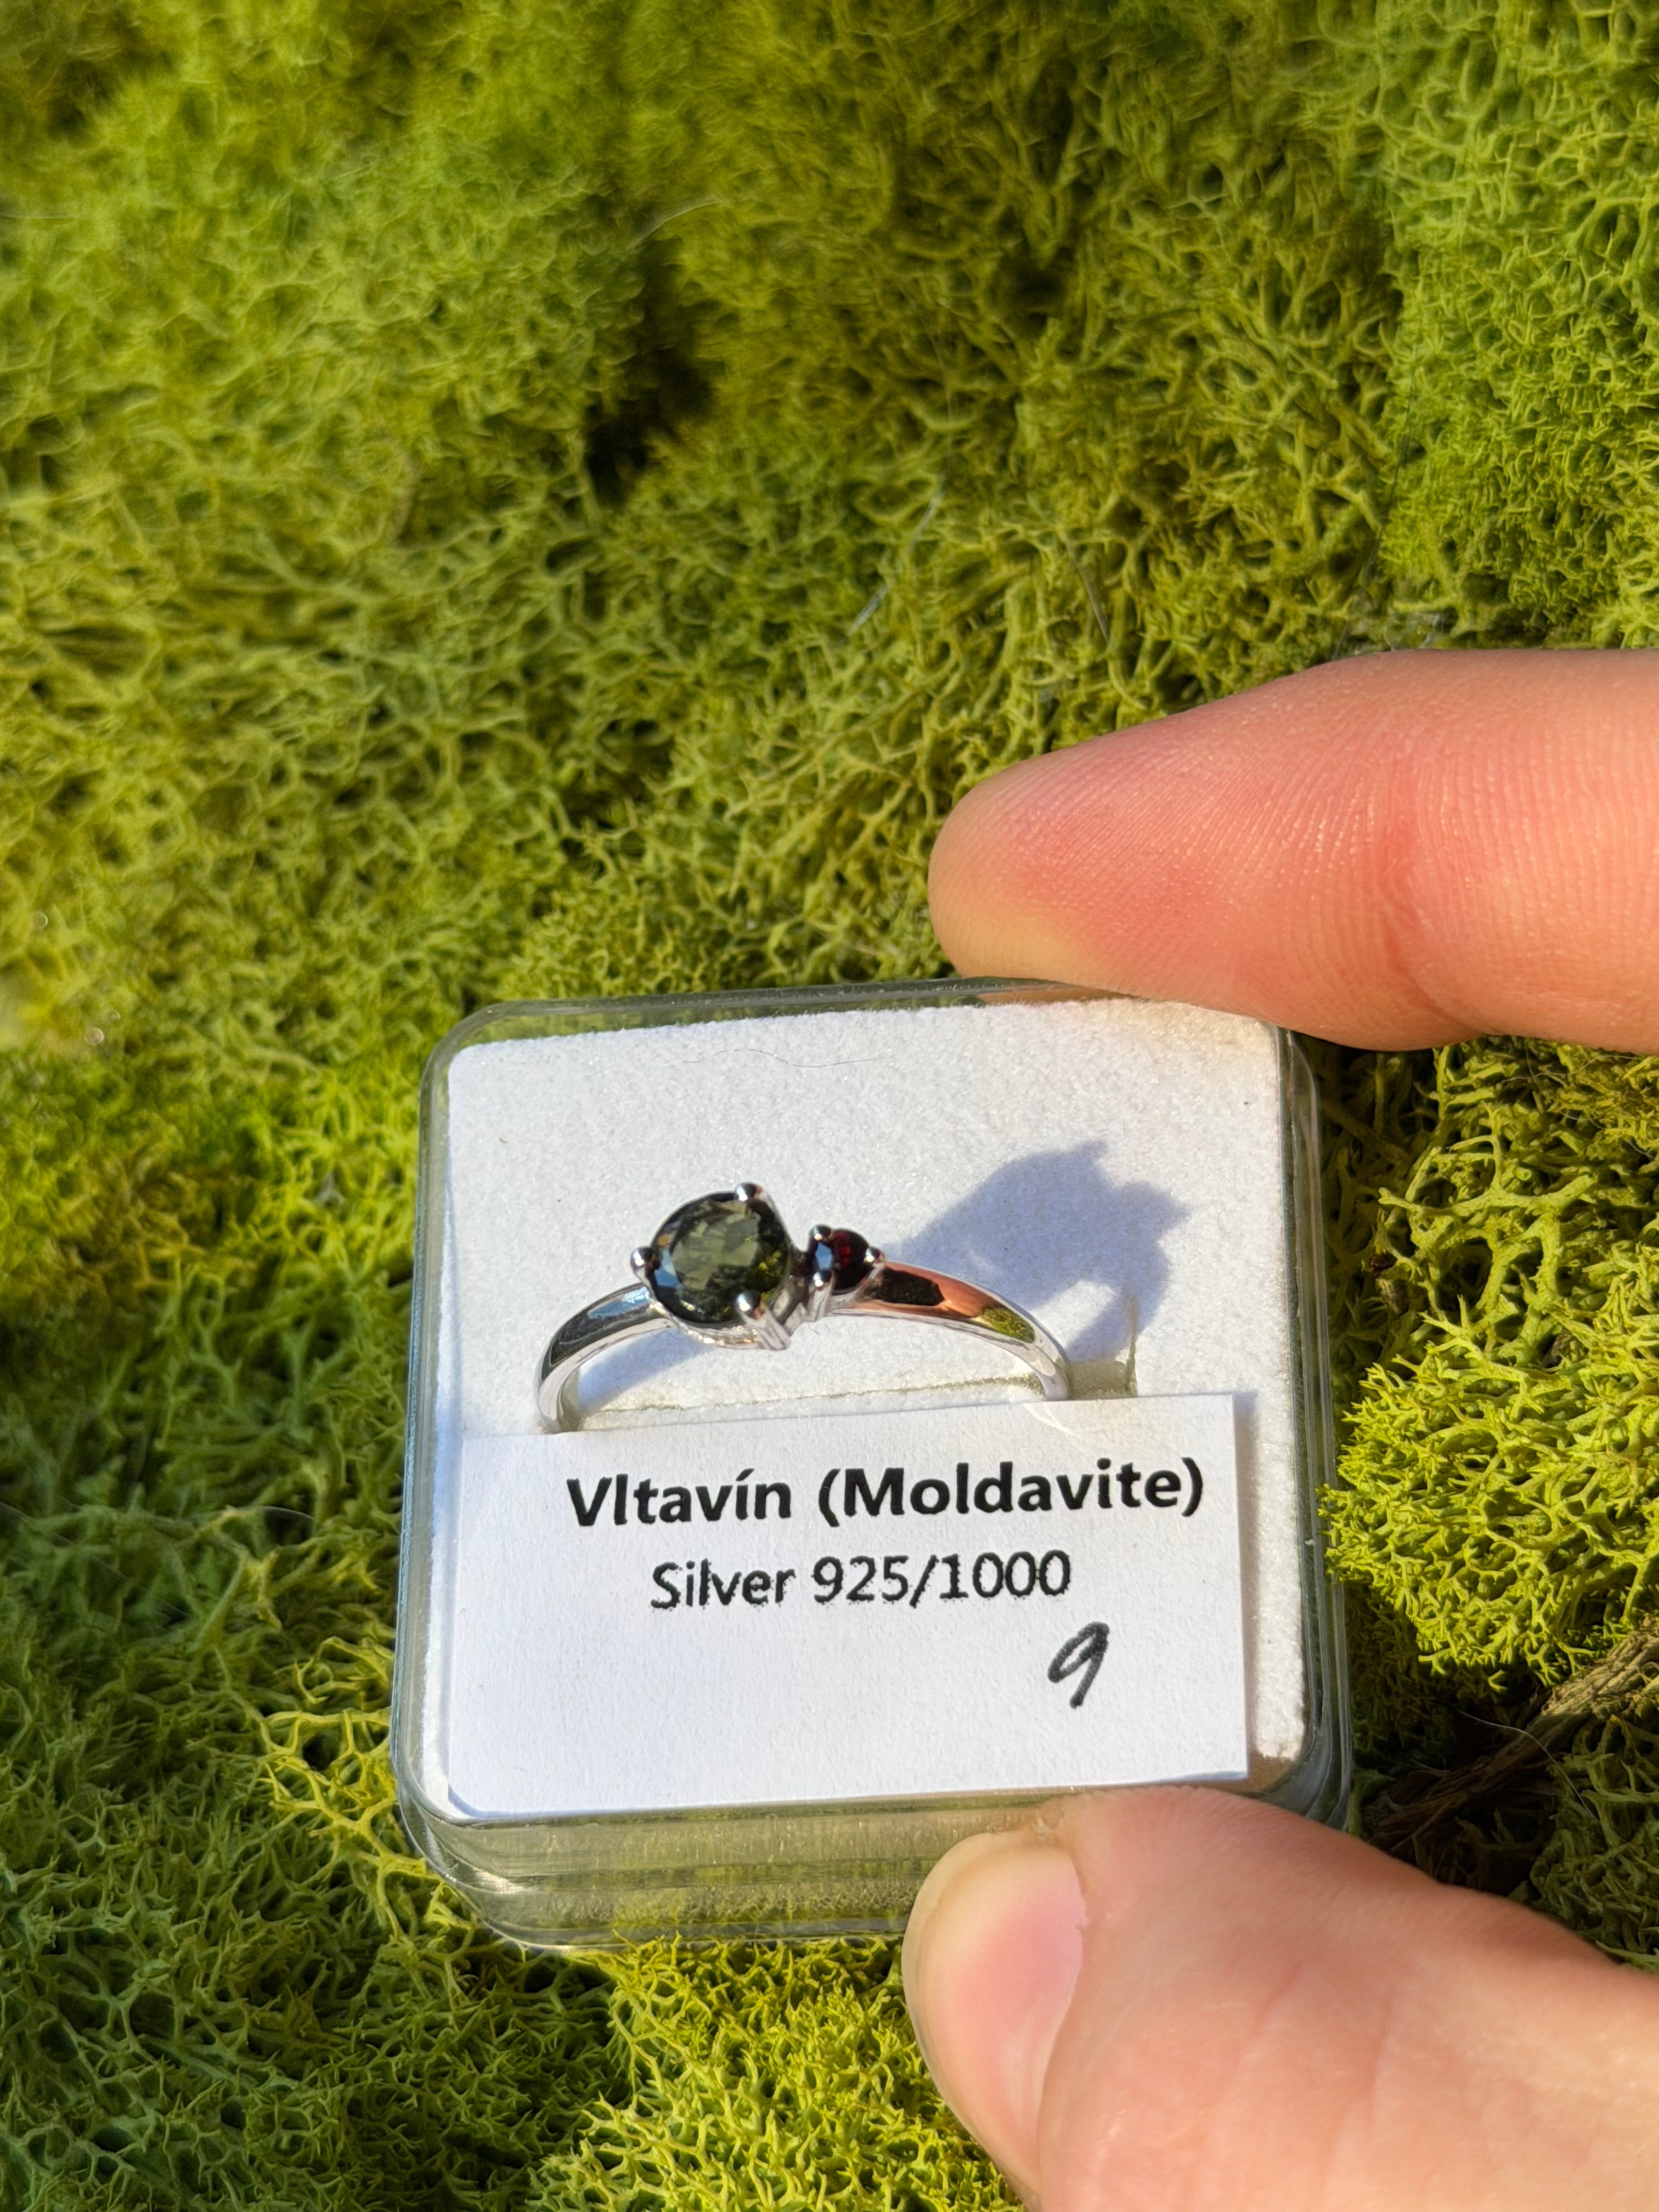 Vltavín (Moldavite)
Silver 925/1000
9